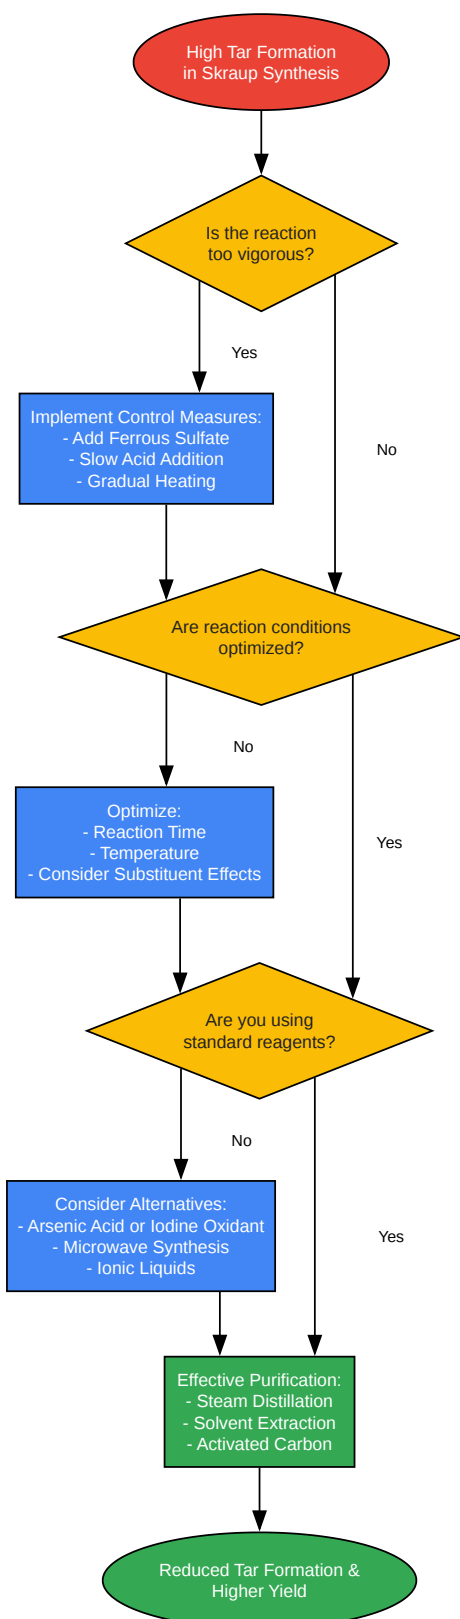 High Tar Formation
in Skraup Synthesis
Is the reaction
too vigorous?
Yes
Implement Control Measures:
- Add Ferrous Sulfate
- Slow Acid Addition
- Gradual Heating
No
Are reaction conditions
optimized?
No
Optimize:
- Reaction Time
- Temperature
- Consider Substituent Effects
Yes
Are you using
standard reagents?
No
Consider Alternatives:
- Arsenic Acid or Iodine Oxidant
- Microwave Synthesis
- Ionic Liquids
Yes
Effective Purification:
- Steam Distillation
- Solvent Extraction
- Activated Carbon
Reduced Tar Formation &
Higher Yield